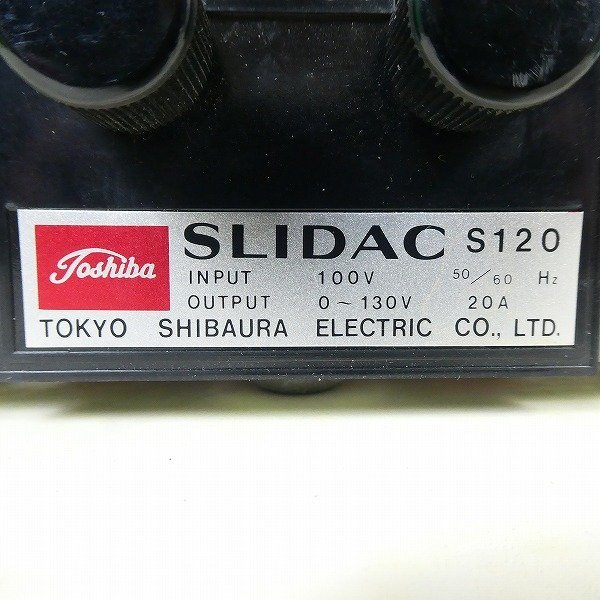 Toshiba
SLIDAC S120
INPUT 100V 50/60 Hz
OUTPUT 0~130V 20A
TOKYO SHIBAURA ELECTRIC CO., LTD.